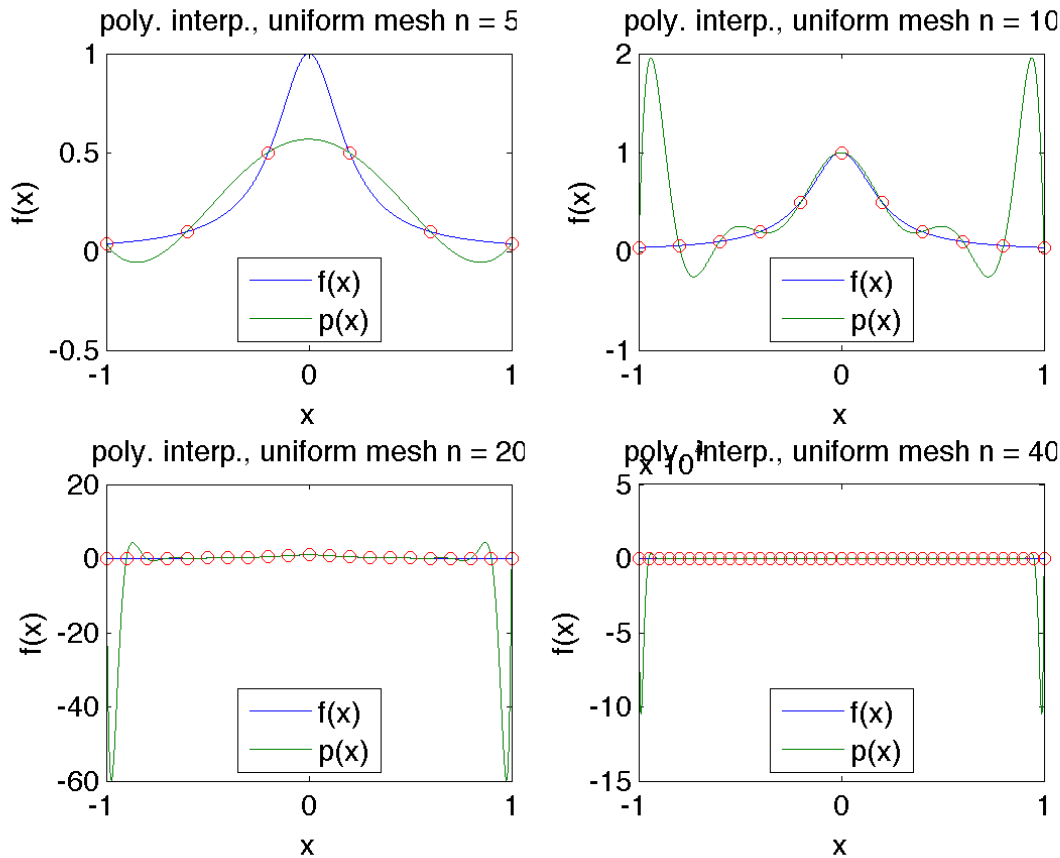 poly. interp., uniform mesh n = 5
1
0.5
0
-0.5
f(x)
f(x)
p(x)
-1 0 1
x
poly. interp., uniform mesh n = 10
2
1
0
-1
f(x)
f(x)
p(x)
-1 0 1
x
poly. interp., uniform mesh n = 20
20
0
-20
-40
-60
f(x)
f(x)
p(x)
-1 0 1
x
poly. interp., uniform mesh n = 40
x 10
5
0
-5
-10
-15
f(x)
f(x)
p(x)
-1 0 1
x